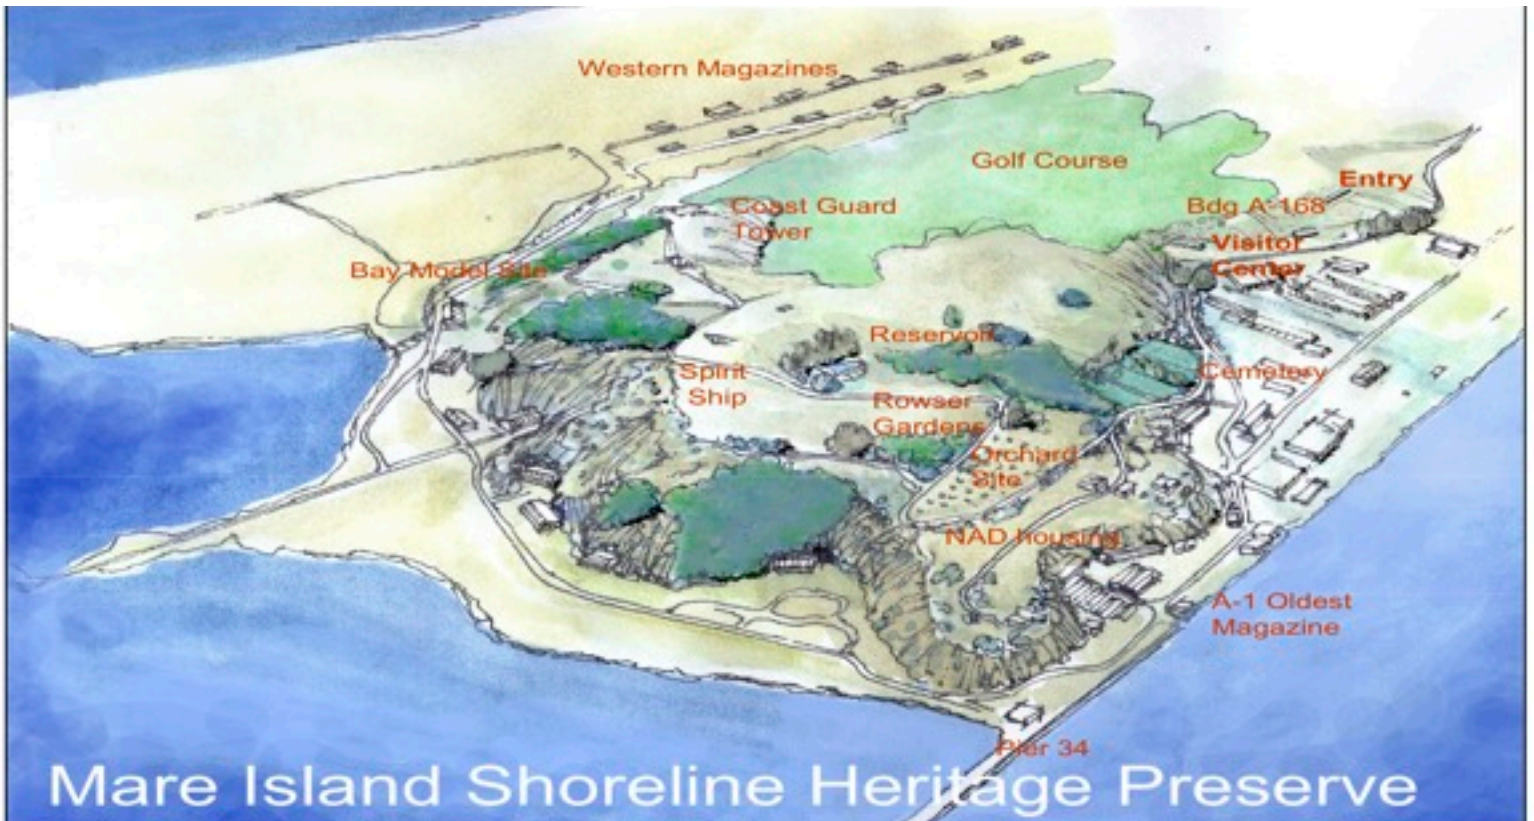 Western Magazines
Golf Course
Entry
Coast Guard
Tower
Bdg A-168
Visitor
Center
Bay Model Site
Reservoir
Spirit
Ship
Cemetery
Rowser
Gardens
Orchard
Site
NAD housing
A-1 Oldest
Magazine
Pier 34
Mare Island Shoreline Heritage Preserve